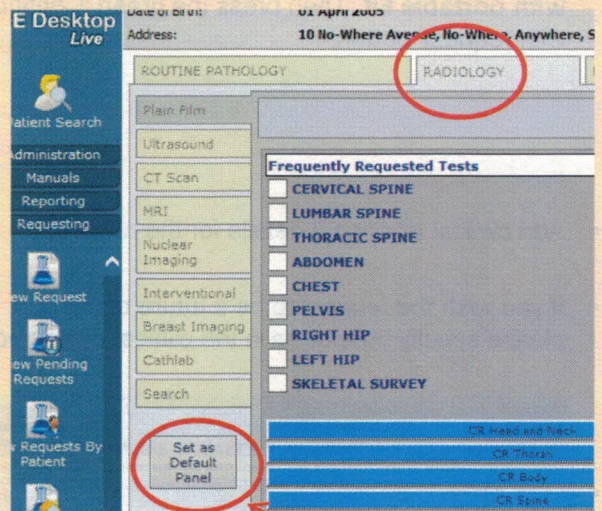 E Desktop
Live
Date of Birth: 01 April 2005
Address: 10 No-Where Avenue, No-Where, Anywhere, S
ROUTINE PATHOLOGY
RADIOLOGY
Patient Search
Administration
Manuals
Reporting
Requesting
New Request
New Pending
Requests
Requests By
Patient
Plain Film
Ultrasound
CT Scan
MRI
Nuclear
Imaging
Interventional
Breast Imaging
Cathlab
Search
Set as
Default
Panel
Frequently Requested Tests
CERVICAL SPINE
LUMBAR SPINE
THORACIC SPINE
ABDOMEN
CHEST
PELVIS
RIGHT HIP
LEFT HIP
SKELETAL SURVEY
CR Head and Neck
CR Thorax
CR Body
CR Spine